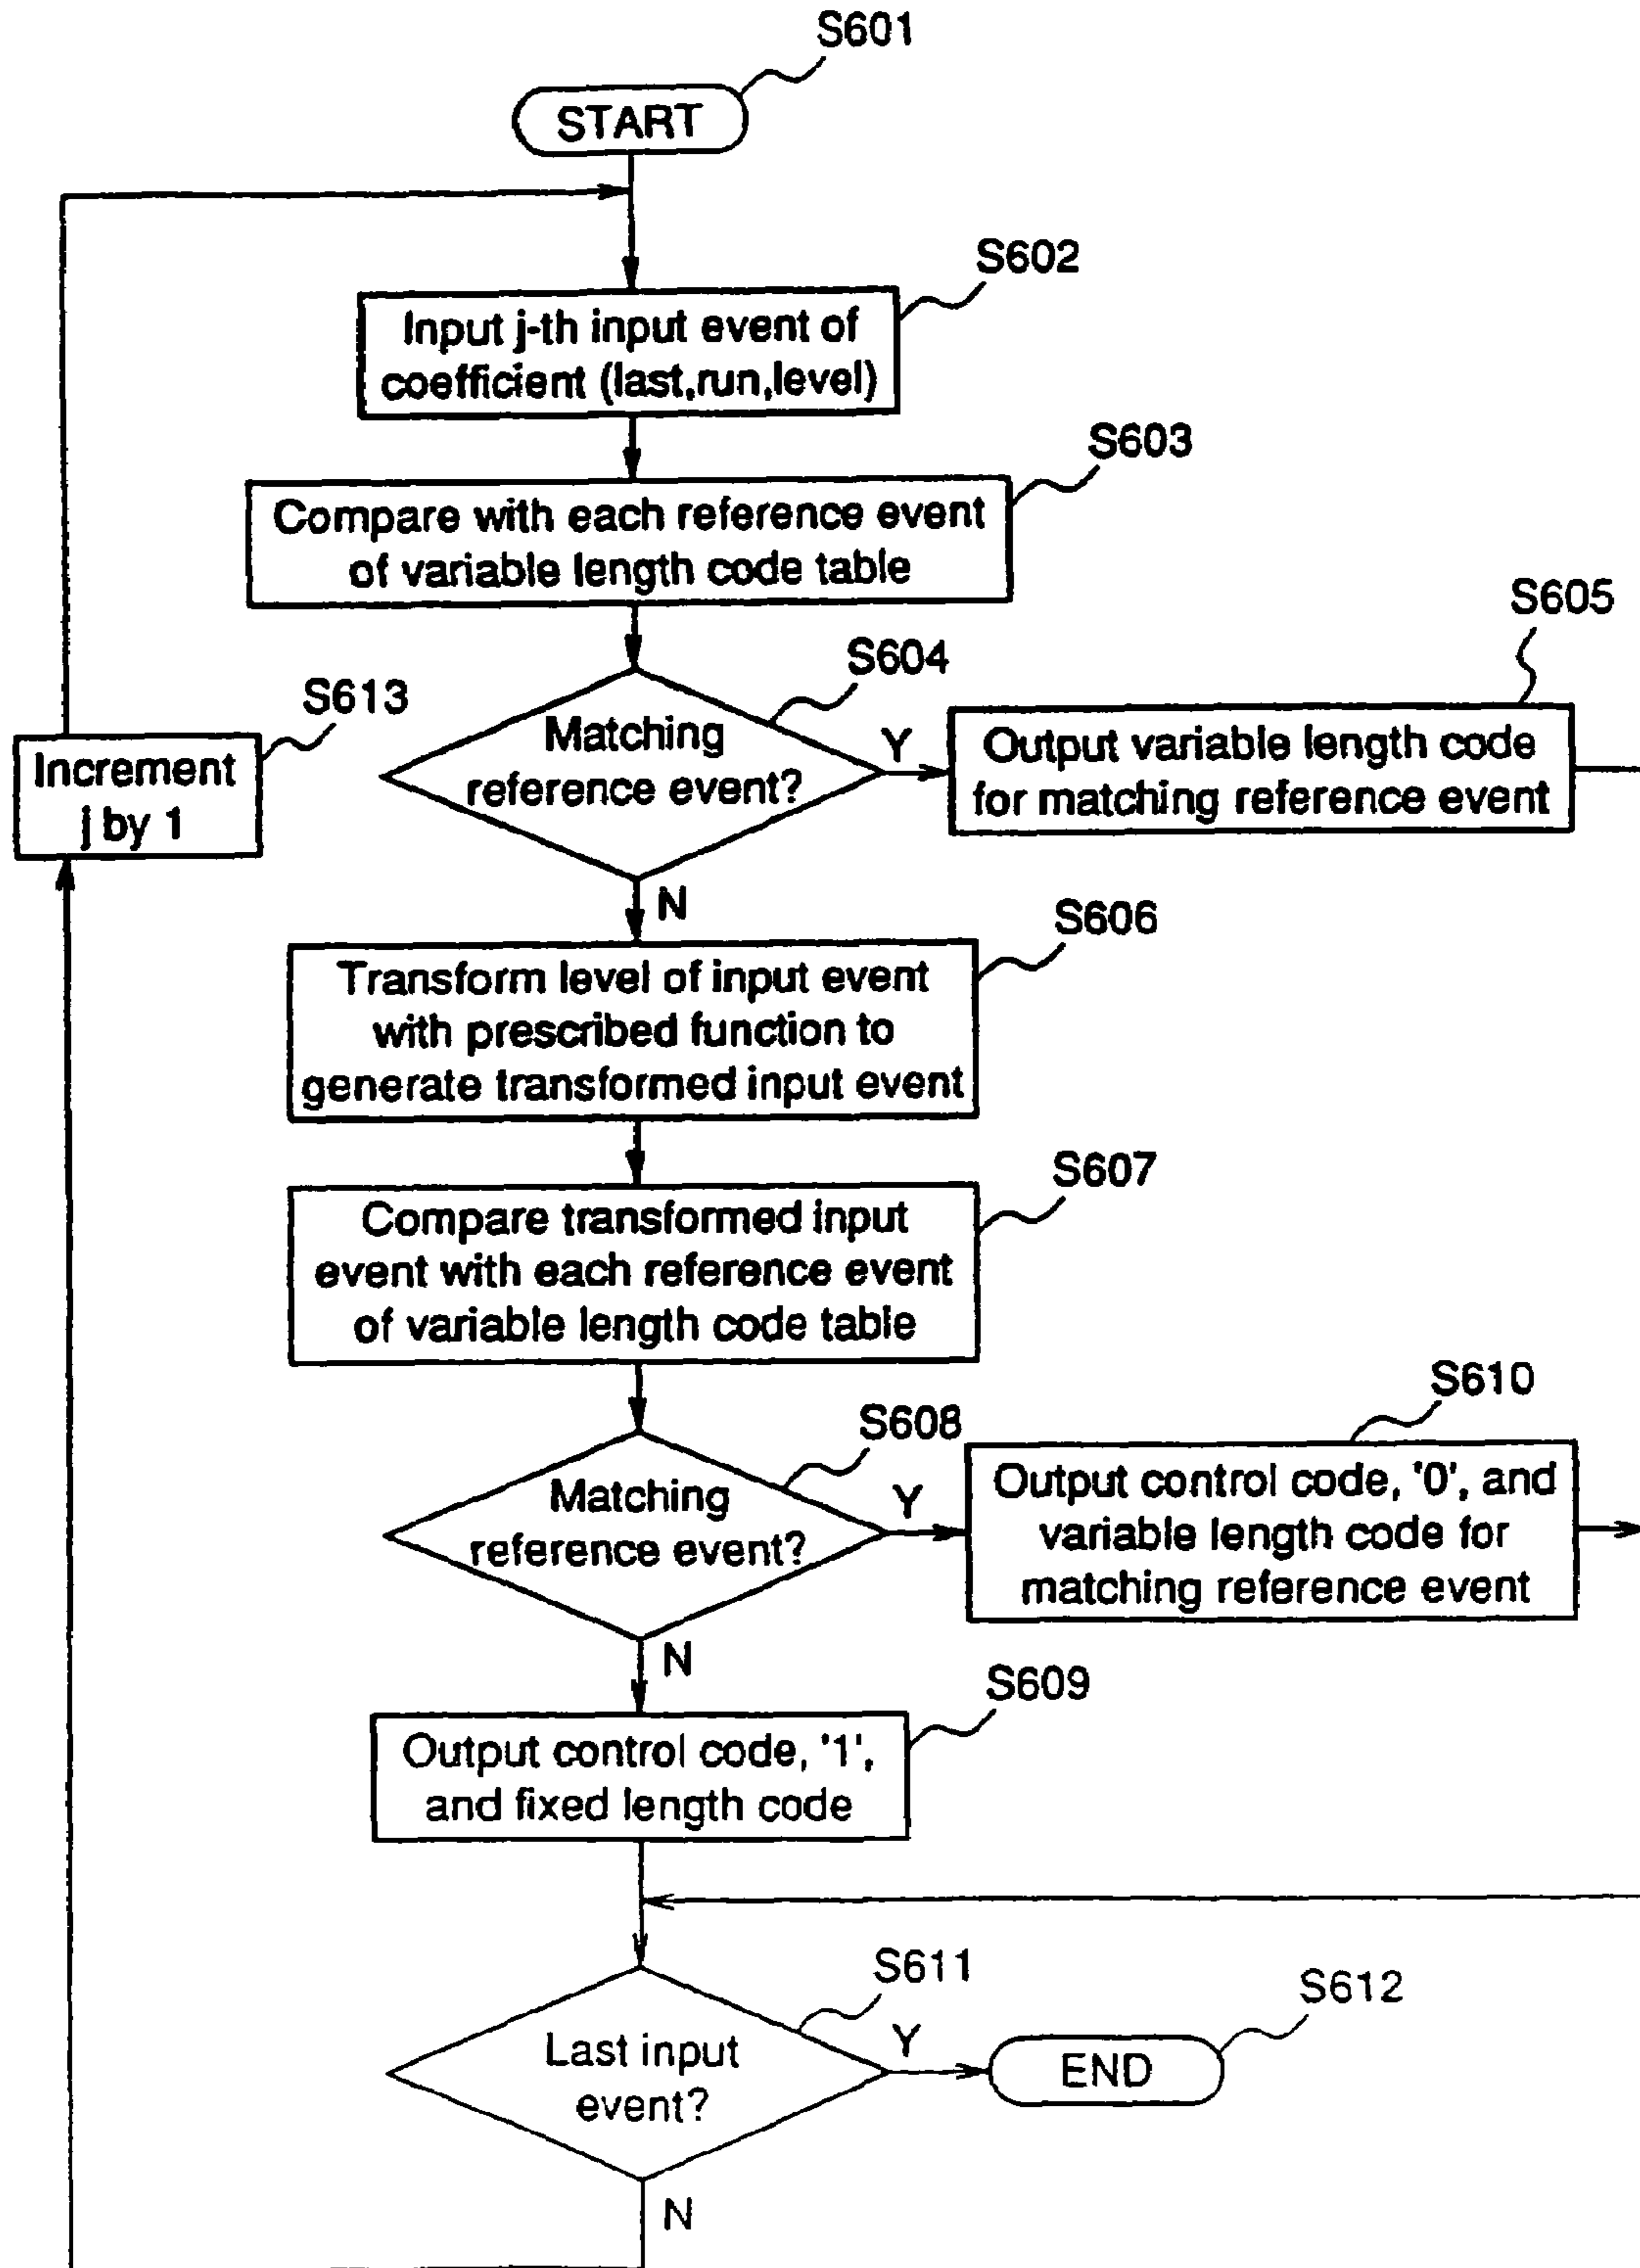 S601
START
S602
Input j-th input event of
coefficient (last,run,level)
S603
Compare with each reference event
of variable length code table
S604
Matching
reference event?
Y
S605
Output variable length code
for matching reference event
S613
Increment
j by 1
N
S606
Transform level of input event
with prescribed function to
generate transformed input event
S607
Compare transformed input
event with each reference event
of variable length code table
S608
Matching
reference event?
Y
S610
Output control code, '0', and
variable length code for
matching reference event
N
S609
Output control code, '1',
and fixed length code
S611
Last input
event?
Y
S612
END
N